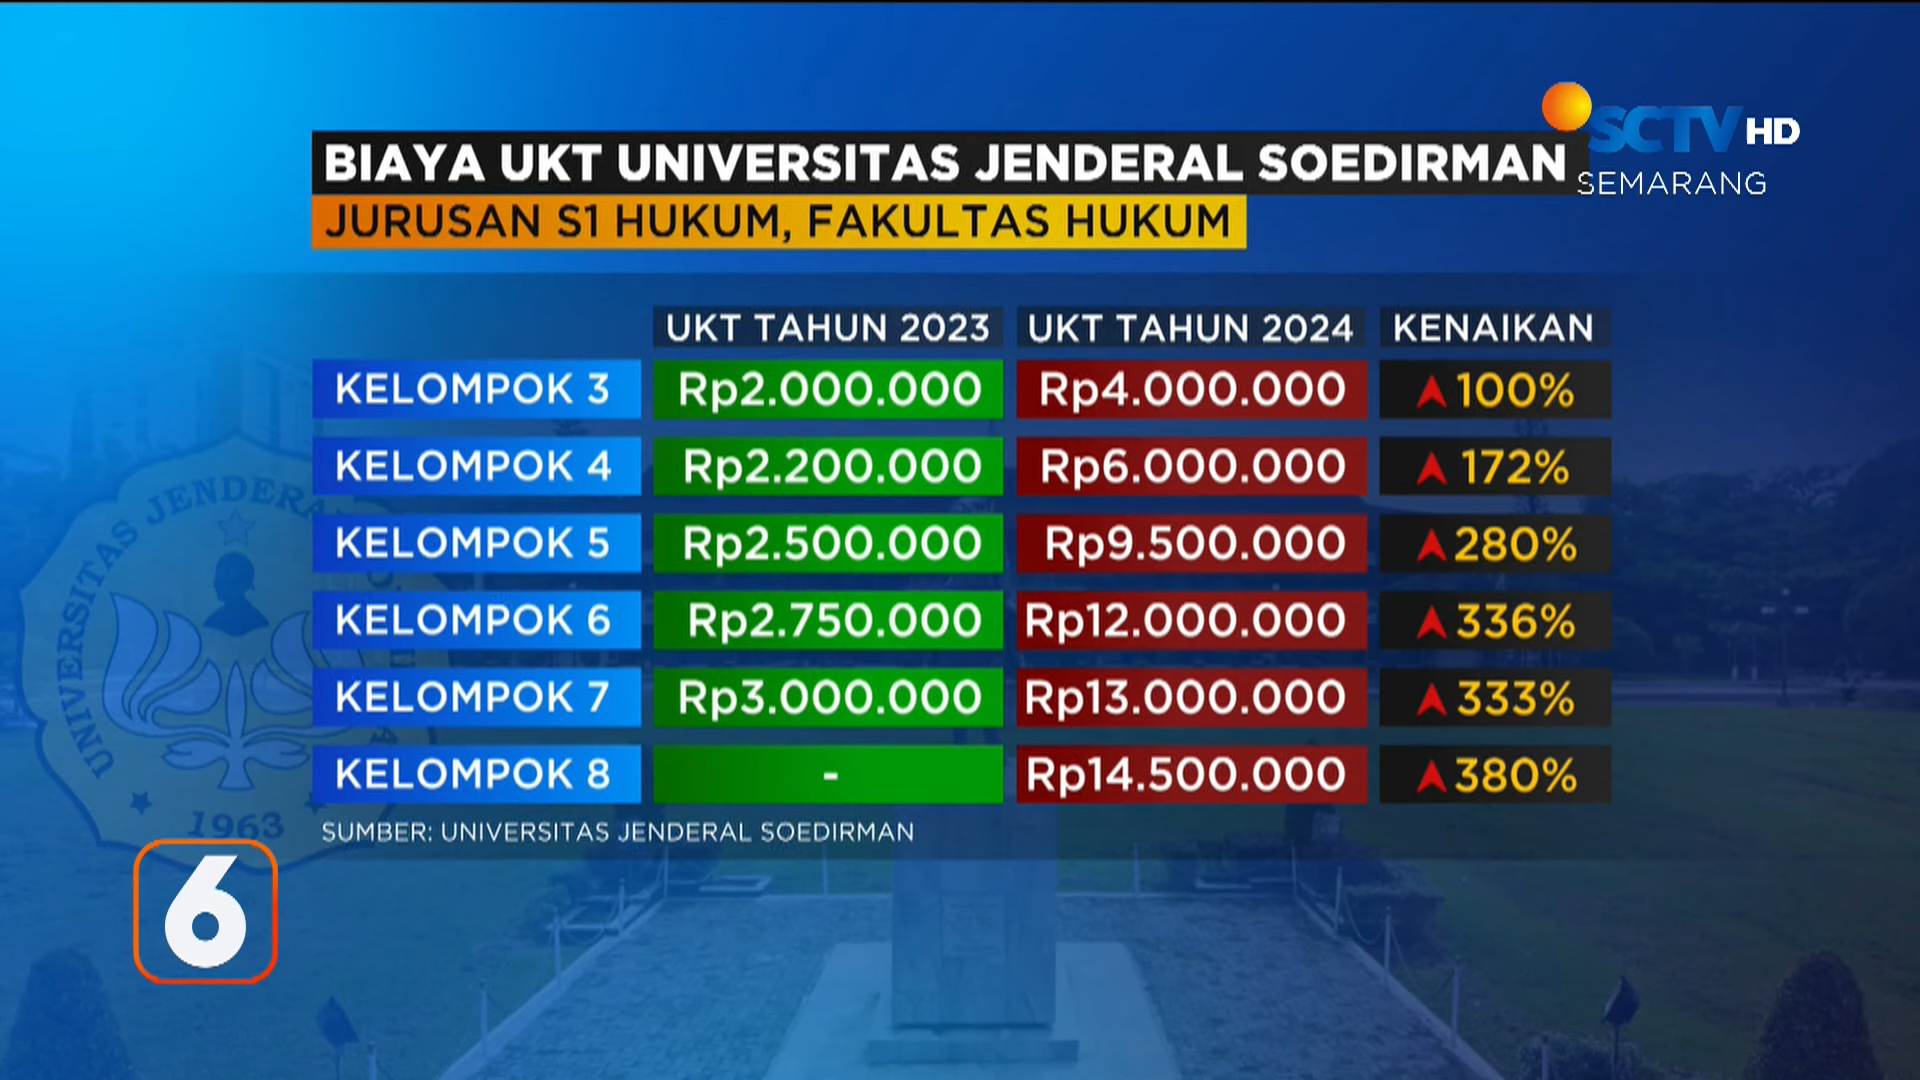 SCTV HD
SEMARANG
BIAYA UKT UNIVERSITAS JENDERAL SOEDIRMAN
JURUSAN S1 HUKUM, FAKULTAS HUKUM
UKT TAHUN 2023 UKT TAHUN 2024 KENAIKAN
KELOMPOK 3 Rp2.000.000 Rp4.000.000 100%
KELOMPOK 4 Rp2.200.000 Rp6.000.000 172%
KELOMPOK 5 Rp2.500.000 Rp9.500.000 280%
KELOMPOK 6 Rp2.750.000 Rp12.000.000 336%
KELOMPOK 7 Rp3.000.000 Rp13.000.000 333%
KELOMPOK 8 - Rp14.500.000 380%
SUMBER: UNIVERSITAS JENDERAL SOEDIRMAN
UNIVERSITAS JENDERAL
1963
6